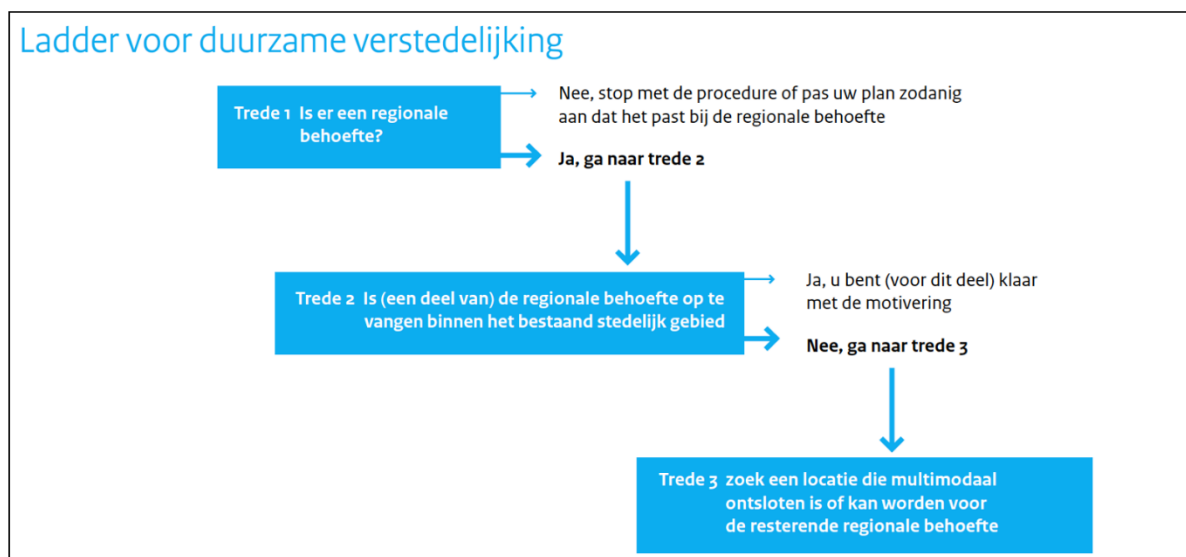 Ladder voor duurzame verstedelijking
Trede 1 Is er een regionale
behoefte?
Nee, stop met de procedure of pas uw plan zodanig
aan dat het past bij de regionale behoefte
Ja, ga naar trede 2
Trede 2 Is (een deel van) de regionale behoefte op te
vangen binnen het bestaand stedelijk gebied
Ja, u bent (voor dit deel) klaar
met de motivering
Nee, ga naar trede 3
Trede 3 zoek een locatie die multimodaal
ontsloten is of kan worden voor
de resterende regionale behoefte